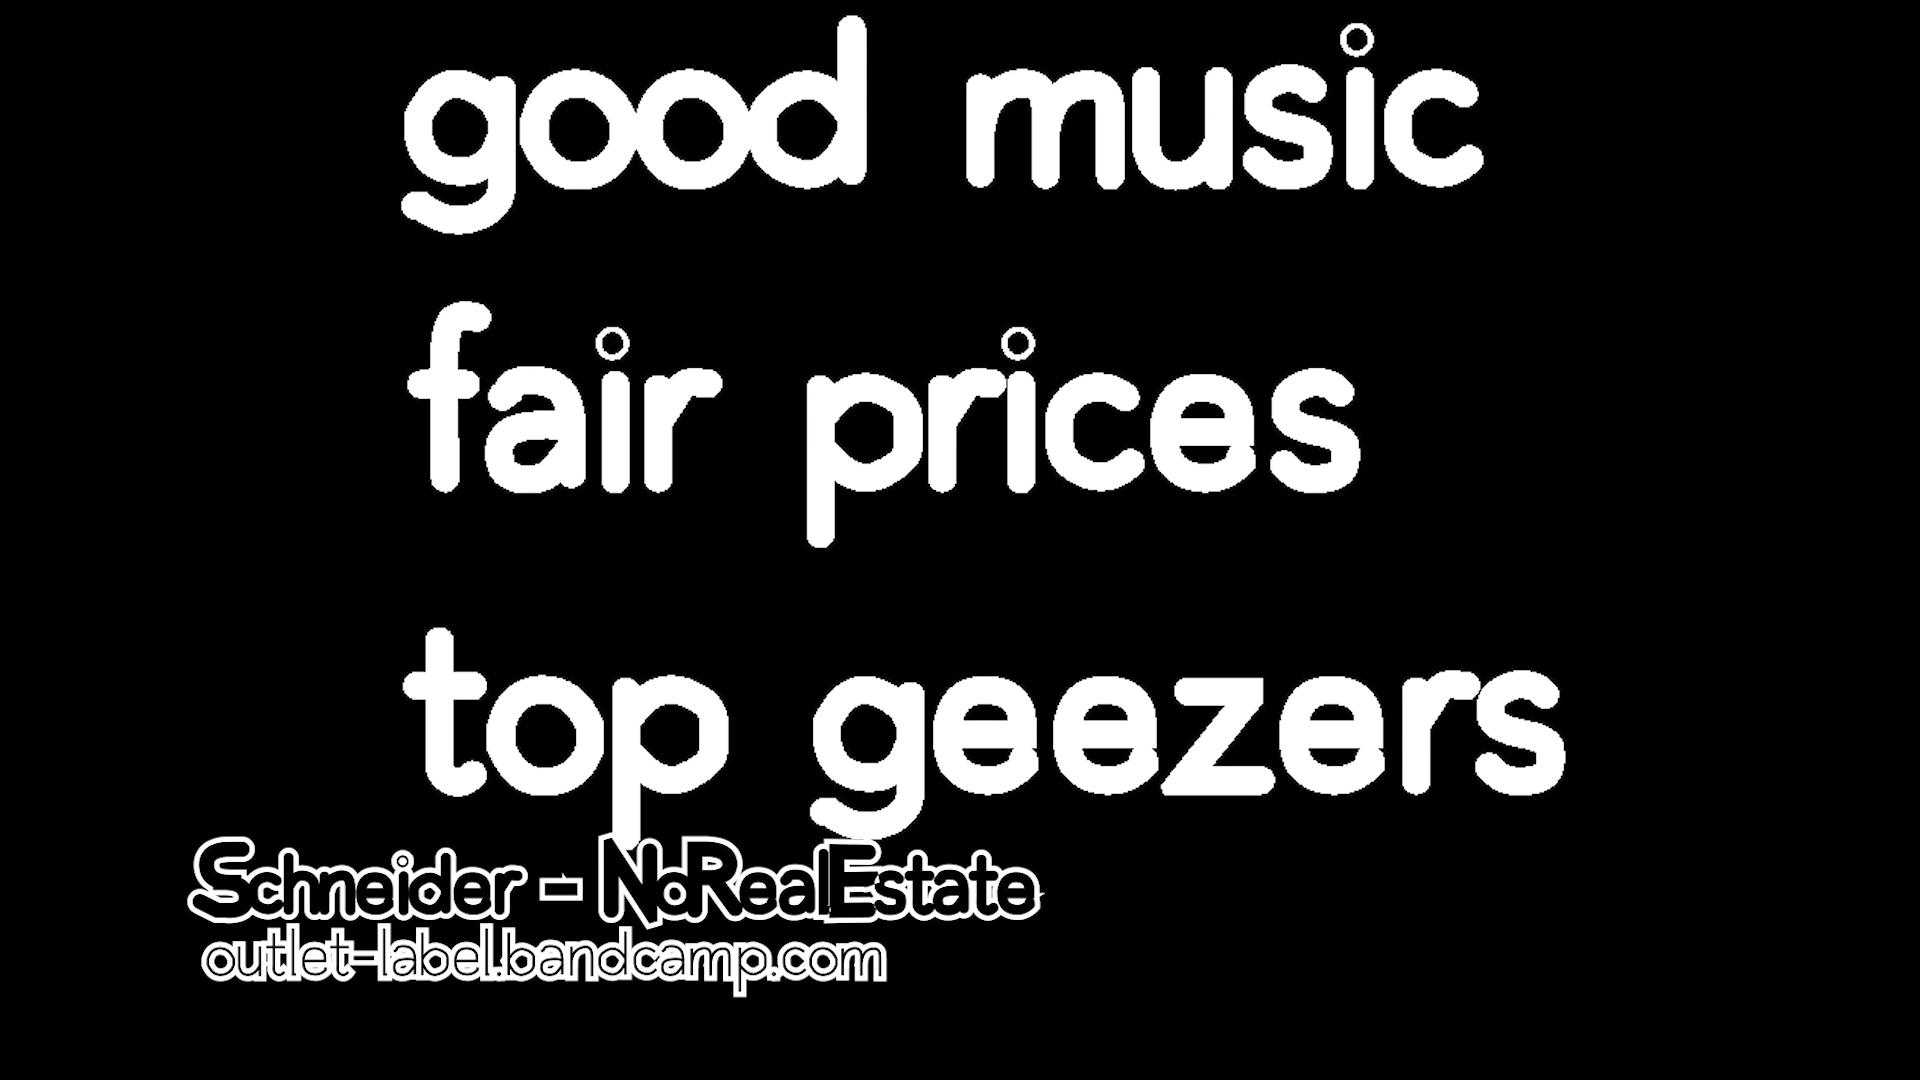 good music
fair prices
top geezers
Schneider - NoRealEstate
outlet-label.bandcamp.com